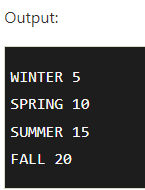 Output:
WINTER 5
SPRING 10
SUMMER 15
FALL 20